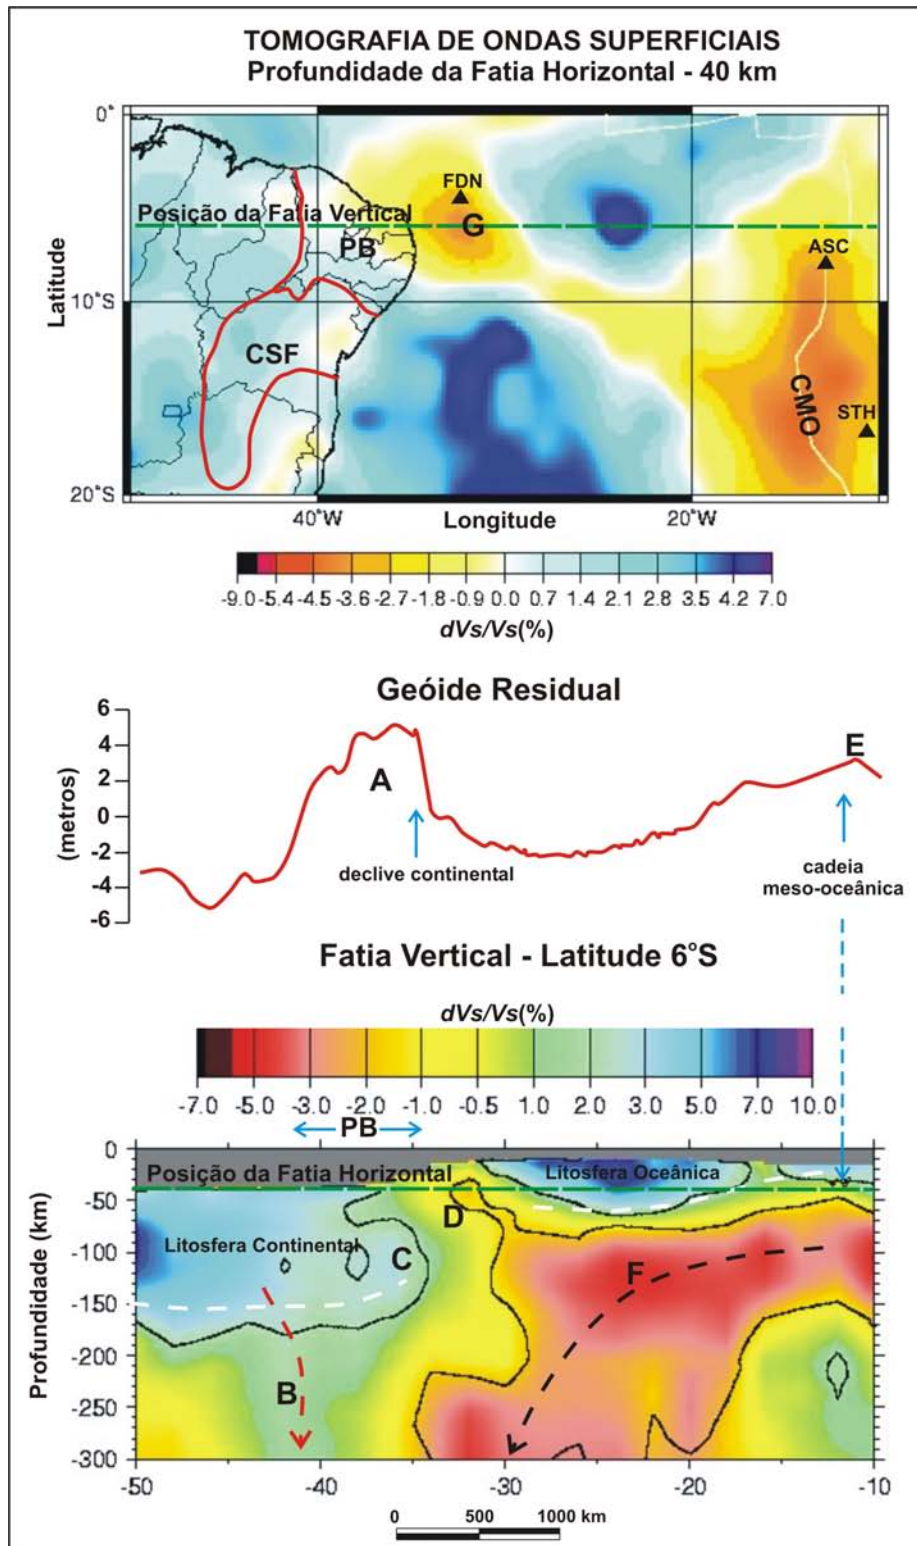 TOMOGRAFIA DE ONDAS SUPERFICIAIS
Profundidade da Fatia Horizontal - 40 km
0°
10°S
20°S
Latitude
Posição da Fatia Vertical
PB
CSF
FDN
G
ASC
CMO
STH
40°W
Longitude
20°W
-9.0 -5.4 -4.5 -3.6 -2.7 -1.8 -0.9 0.0 0.7 1.4 2.1 2.8 3.5 4.2 7.0
dVs/Vs(%)
Geóide Residual
6
4
2
0
-2
-4
-6
(metros)
A
E
declive continental
cadeia
meso-oceânica
Fatia Vertical - Latitude 6°S
dVs/Vs(%)
-7.0 -5.0 -3.0 -2.0 -1.0 -0.5 1.0 2.0 3.0 5.0 7.0 10.0
PB
0
-50
-100
-150
-200
-250
-300
Profundidade (km)
Posição da Fatia Horizontal
Litosfera Oceânica
Litosfera Continental
D
C
F
B
-50 -40 -30 -20 -10
0 500 1000 km